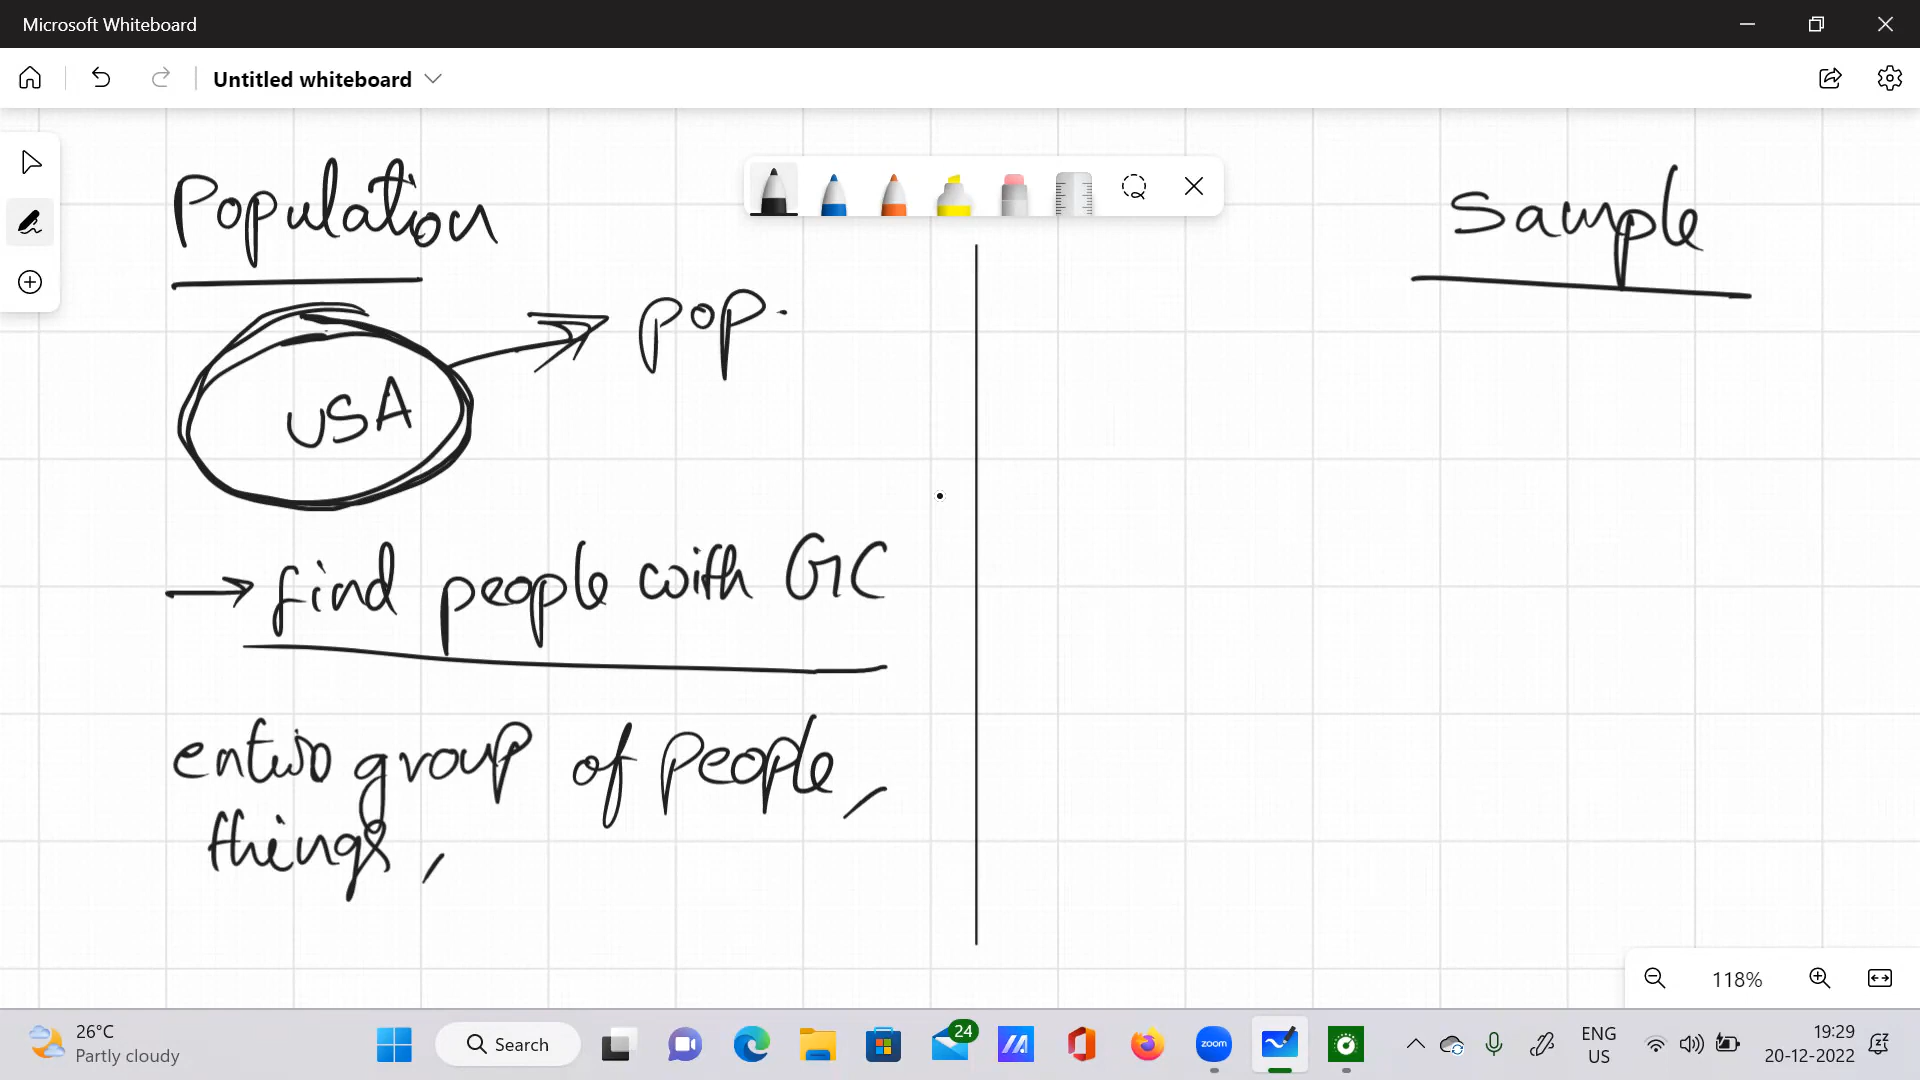 Microsoft Whiteboard
Untitled whiteboard
Population
Sample
USA
pop.
find people with GC
group of people,
things,
118%
26°C
Partly cloudy
Search
24
zoom
ENG
US
19:29
20-12-2022